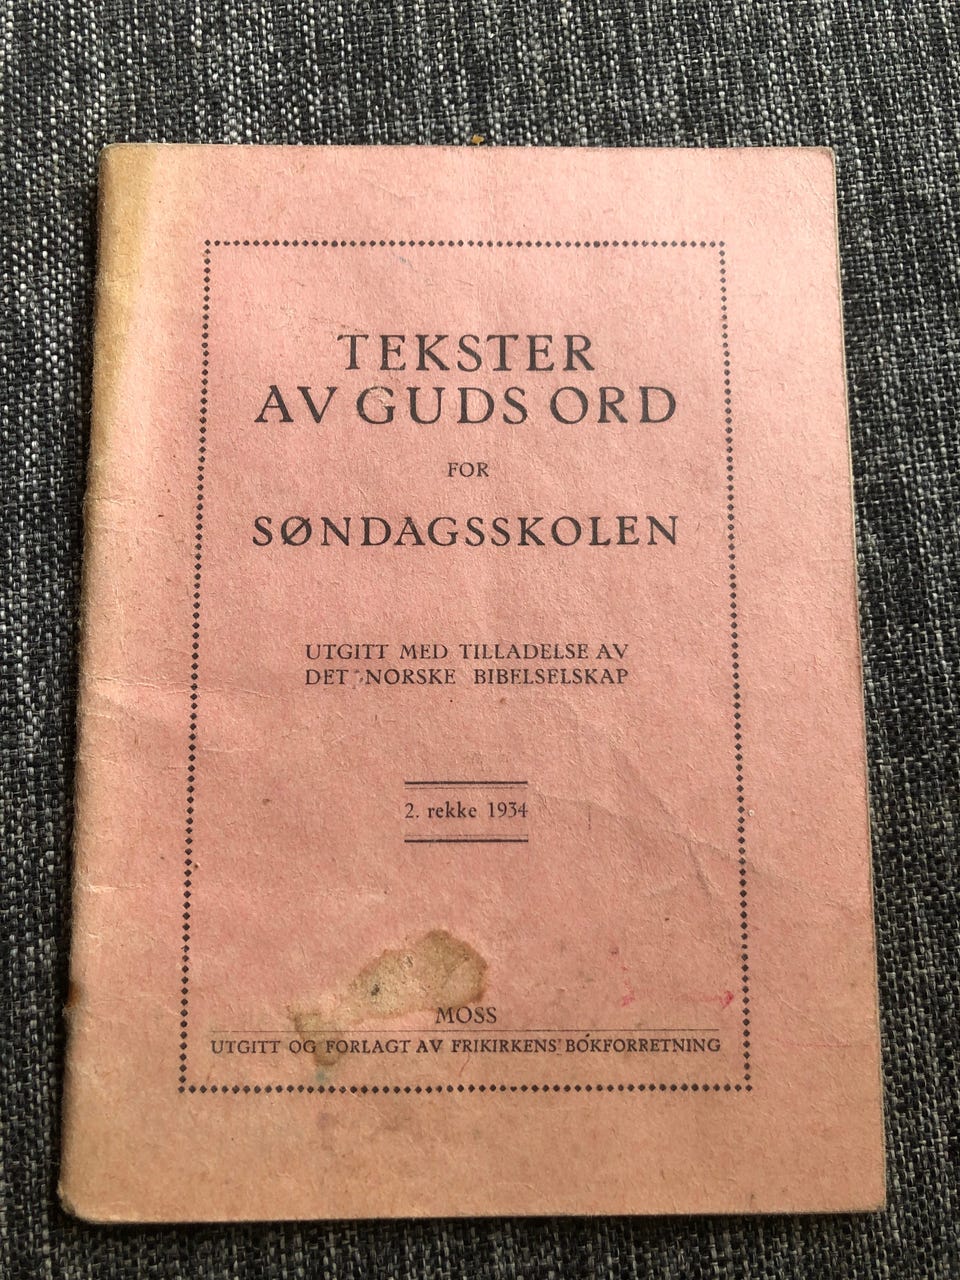 TEKSTER
AV GUDS ORD
FOR
SØNDAGSSKOLEN
UTGITT MED TILLADELSE AV
DET NORSKE BIBELSELSKAP
2. rekke 1934
MOSS
UTGITT OG FORLAGT AV FRIKIRKENS BOKFORRETNING